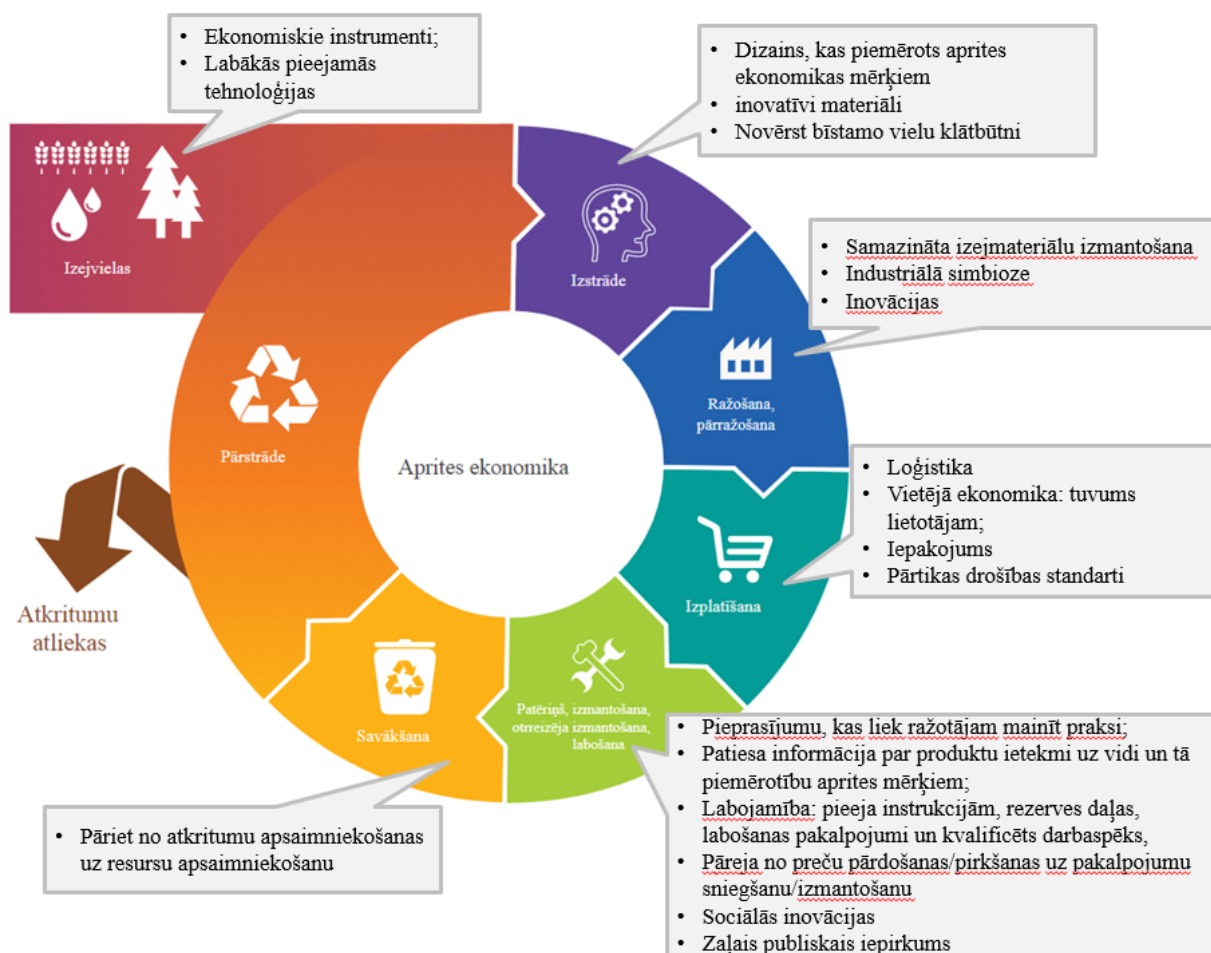 • Ekonomiskie instrumenti;
• Labākās pieejamās
tehnoloģijas
• Dizains, kas piemērots aprites
ekonomikas mērķiem
• inovatīvi materiāli
• Novērst bīstamo vielu klātbūtni
Izejvielas
Izstrāde
• Samazināta izejmateriālu izmantošana
• Industriālā simbioze
• Inovācijas
Ražošana,
pārražošana
Pārstrāde
Aprites ekonomika
• Loģistika
• Vietējā ekonomika: tuvums
lietotājam;
• Iepakojums
• Pārtikas drošības standarti
Izplatīšana
Atkritumu
atliekas
Savākšana
Patēriņš, izmantošana,
otrreizēja izmantošana,
labošana
• Pieprasījumu, kas liek ražotājam mainīt praksi;
• Patiesa informācija par produktu ietekmi uz vidi un tā
piemērotību aprites mērķiem;
• Labojamība: pieeja instrukcijām, rezerves daļas,
labošanas pakalpojumi un kvalificēts darbaspēks,
• Pāreja no preču pārdošanas/pirkšanas uz pakalpojumu
sniegšanu/izmantošanu
• Sociālās inovācijas
• Zaļais publiskais iepirkums
• Pāriet no atkritumu apsaimniekošanas
uz resursu apsaimniekošanu